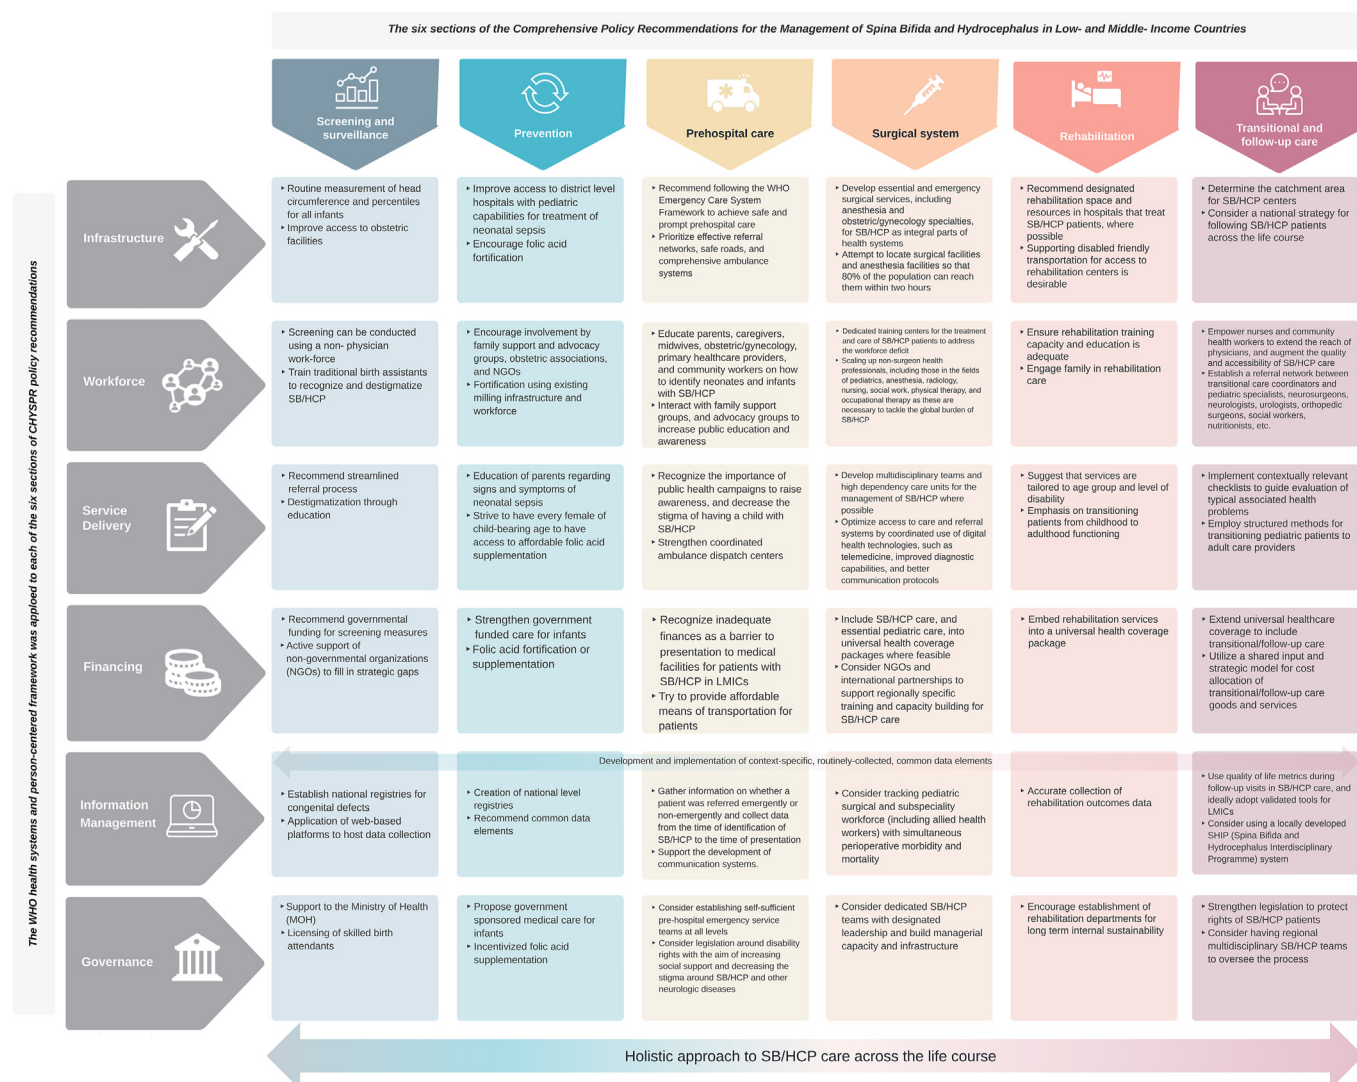 The six sections of the Comprehensive Policy Recommendations for the Management of Spina Bifida and Hydrocephalus in Low- and Middle- Income Countries
Screening and
surveillance
Prevention
Prehospital care
Surgical system
Rehabilitation
Transitional and
follow-up care
The WHO health systems and person-centered framework was apploed to each of the six sections of CHYSPR policy recommendations
Infrastructure
‣ Routine measurement of head
circumference and percentiles
for all infants
‣ Improve access to obstetric
facilities
‣ Improve access to district level
hospitals with pediatric
capabilities for treatment of
neonatal sepsis
‣ Encourage folic acid
fortification
‣ Recommend following the WHO
Emergency Care System
Framework to achieve safe and
prompt prehospital care
‣ Prioritize effective referral
networks, safe roads, and
comprehensive ambulance
systems
‣ Develop essential and emergency
surgical services, including
anesthesia and
obstetric/gynecology specialties,
for SB/HCP as integral parts of
health systems
‣ Attempt to locate surgical facilities
and anesthesia facilities so that
80% of the population can reach
them within two hours
‣ Recommend designated
rehabilitation space and
resources in hospitals that treat
SB/HCP patients, where
possible
‣ Supporting disabled friendly
transportation for access to
rehabilitation centers is
desirable
‣ Determine the catchment area
for SB/HCP centers
‣ Consider a national strategy for
following SB/HCP patients
across the life course
Workforce
‣ Screening can be conducted
using a non- physician
work-force
‣ Train traditional birth assistants
to recognize and destigmatize
SB/HCP
‣ Encourage involvement by
family support and advocacy
groups, obstetric associations,
and NGOs
‣ Fortification using existing
milling infrastructure and
workforce
‣ Educate parents, caregivers,
midwives, obstetric/gynecology,
primary healthcare providers,
and community workers on how
to identify neonates and infants
with SB/HCP
‣ Interact with family support
groups, and advocacy groups to
increase public education and
awareness
‣ Dedicated training centers for the treatment
and care of SB/HCP patients to address
the workforce deficit
‣ Scaling up non-surgeon health
professionals, including those in the fields
of pediatrics, anesthesia, radiology,
nursing, social work, physical therapy, and
occupational therapy as these are
necessary to tackle the global burden of
SB/HCP
‣ Ensure rehabilitation training
capacity and education is
adequate
‣ Engage family in rehabilitation
care
‣ Empower nurses and community
health workers to extend the reach of
physicians, and augment the quality
and accessibility of SB/HCP care
‣ Establish a referral network between
transitional care coordinators and
pediatric specialists, neurosurgeons,
neurologists, urologists, orthopedic
surgeons, social workers,
nutritionists, etc.
Service
Delivery
‣ Recommend streamlined
referral process
‣ Destigmatization through
education
‣ Education of parents regarding
signs and symptoms of
neonatal sepsis
‣ Strive to have every female of
child-bearing age to have
access to affordable folic acid
supplementation
‣ Recognize the importance of
public health campaigns to raise
awareness, and decrease the
stigma of having a child with
SB/HCP
‣ Strengthen coordinated
ambulance dispatch centers
‣ Develop multidisciplinary teams and
high dependency care units for the
management of SB/HCP where
possible
‣ Optimize access to care and referral
systems by coordinated use of digital
health technologies, such as
telemedicine, improved diagnostic
capabilities, and better
communication protocols
‣ Suggest that services are
tailored to age group and level of
disability
‣ Emphasis on transitioning
patients from childhood to
adulthood functioning
‣ Implement contextually relevant
checklists to guide evaluation of
typical associated health
problems
‣ Employ structured methods for
transitioning pediatric patients to
adult care providers
Financing
‣ Recommend governmental
funding for screening measures
‣ Active support of
non-governmental organizations
(NGOs) to fill in strategic gaps
‣ Strengthen government
funded care for infants
‣ Folic acid fortification or
supplementation
‣ Recognize inadequate
finances as a barrier to
presentation to medical
facilities for patients with
SB/HCP in LMICs
‣ Try to provide affordable
means of transportation for
patients
‣ Include SB/HCP care, and
essential pediatric care, into
universal health coverage
packages where feasible
‣ Consider NGOs and
international partnerships to
support regionally specific
training and capacity building for
SB/HCP care
‣ Embed rehabilitation services
into a universal health coverage
package
‣ Extend universal healthcare
coverage to include
transitional/follow-up care
‣ Utilize a shared input and
strategic model for cost
allocation of
transitional/follow-up care
goods and services
Development and implementation of context-specific, routinely-collected, common data elements
Information
Management
‣ Establish national registries for
congenital defects
‣ Application of web-based
platforms to host data collection
‣ Creation of national level
registries
‣ Recommend common data
elements
‣ Gather information on whether a
patient was referred emergently or
non-emergently and collect data
from the time of identification of
SB/HCP to the time of presentation
‣ Support the development of
communication systems.
‣ Consider tracking pediatric
surgical and subspeciality
workforce (including allied health
workers) with simultaneous
perioperative morbidity and
mortality
‣ Accurate collection of
rehabilitation outcomes data
‣ Use quality of life metrics during
follow-up visits in SB/HCP care, and
ideally adopt validated tools for
LMICs
‣ Consider using a locally developed
SHIP (Spina Bifida and
Hydrocephalus Interdisciplinary
Programme) system
Governance
‣ Support to the Ministry of Health
(MOH)
‣ Licensing of skilled birth
attendants
‣ Propose government
sponsored medical care for
infants
‣ Incentivized folic acid
supplementation
‣ Consider establishing self-sufficient
pre-hospital emergency service
teams at all levels
‣ Consider legislation around disability
rights with the aim of increasing
social support and decreasing the
stigma around SB/HCP and other
neurologic diseases
‣ Consider dedicated SB/HCP
teams with designated
leadership and build managerial
capacity and infrastructure
‣ Encourage establishment of
rehabilitation departments for
long term internal sustainability
‣ Strengthen legislation to protect
rights of SB/HCP patients
‣ Consider having regional
multidisciplinary SB/HCP teams
to oversee the process
Holistic approach to SB/HCP care across the life course